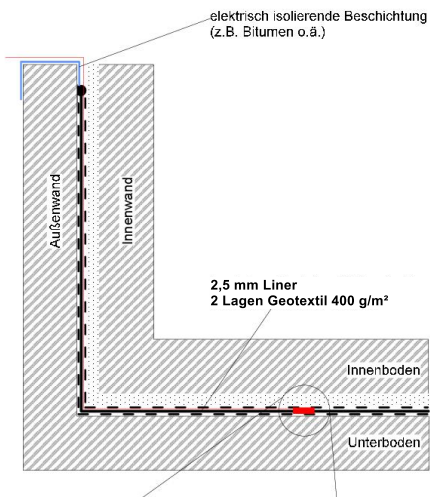 elektrisch isolierende Beschichtung
(z.B. Bitumen o.ä.)
Außenwand
Innenwand
2,5 mm Liner
2 Lagen Geotextil 400 g/m²
Innenboden
Unterboden